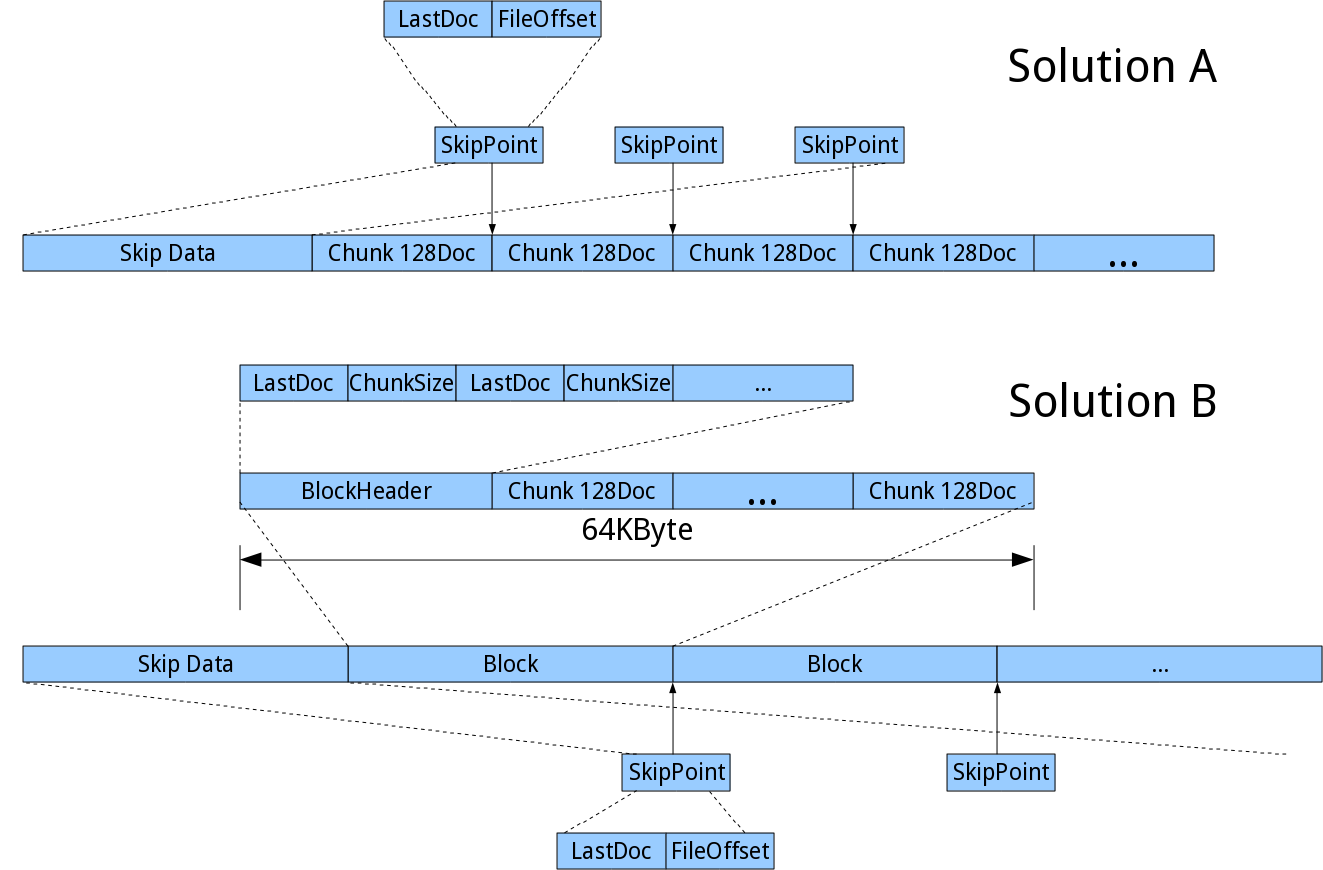 LastDoc FileOffset
Solution A
SkipPoint SkipPoint SkipPoint
Skip Data Chunk 128Doc Chunk 128Doc Chunk 128Doc Chunk 128Doc ...
LastDoc ChunkSize LastDoc ChunkSize ...
Solution B
BlockHeader Chunk 128Doc ... Chunk 128Doc
64KByte
Skip Data Block Block ...
SkipPoint SkipPoint
LastDoc FileOffset